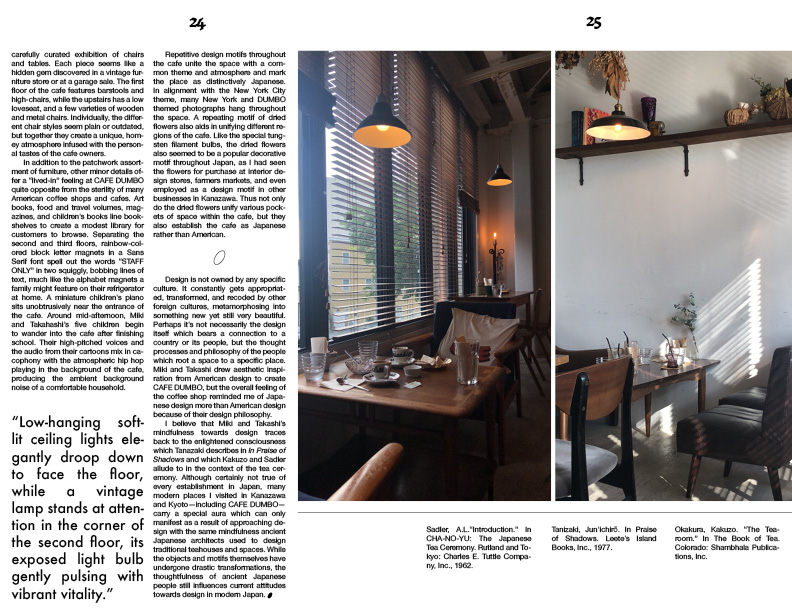 24
25
carefully curated exhibition of chairs
and tables. Each piece seems like a
hidden gem discovered in a vintage fur-
niture store or at a garage sale. The first
floor of the cafe features barstools and
high-chairs, while the upstairs has a low
loveseat, and a few varieties of wooden
and metal chairs. Individually, the differ-
ent chair styles seem plain or outdated,
but together they create a unique, hom-
ey atmosphere infused with the person-
al tastes of the cafe owners.
In addition to the patchwork assort-
ment of furniture, other minor details of-
fer a "lived-in" feeling at CAFE DUMBO
quite opposite from the sterility of many
American coffee shops and cafes. Art
books, food and travel volumes, mag-
azines, and children's books line book-
shelves to create a modest library for
customers to browse. Separating the
second and third floors, rainbow-col-
ored block letter magnets in a Sans
Serif font spell out the words "STAFF
ONLY" in two squiggly, bobbing lines of
text, much like the alphabet magnets a
family might feature on their refrigerator
at home. A miniature children's piano
sits unobtrusively near the entrance of
the cafe. Around mid-afternoon, Miki
and Takahashi's five children begin
to wander into the cafe after finishing
school. Their high-pitched voices and
the audio from their cartoons mix in ca-
cophony with the atmospheric hip hop
playing in the background of the cafe,
producing the ambient background
noise of a comfortable household.
“Low-hanging soft-
lit ceiling lights ele-
gantly droop down
to face the floor,
while a vintage
lamp stands at atten-
tion in the corner of
the second floor, its
exposed light bulb
gently pulsing with
vibrant vitality.”
Repetitive design motifs throughout
the cafe unite the space with a com-
mon theme and atmosphere and mark
the place as distinctively Japanese.
In alignment with the New York City
theme, many New York and DUMBO
themed photographs hang throughout
the space. A repeating motif of dried
flowers also aids in unifying different re-
gions of the cafe. Like the special tung-
sten filament bulbs, the dried flowers
also seemed to be a popular decorative
motif throughout Japan, as I had seen
the flowers for purchase at interior de-
sign stores, farmers markets, and even
employed as a design motif in other
businesses in Kanazawa. Thus not only
do the dried flowers unify various pock-
ets of space within the cafe, but they
also establish the cafe as Japanese
rather than American.
Design is not owned by any specific
culture. It constantly gets appropriat-
ed, transformed, and recoded by other
foreign cultures, metamorphosing into
something new yet still very beautiful.
Perhaps it's not necessarily the design
itself which bears a connection to a
country or its people, but the thought
processes and philosophy of the people
which root a space to a specific place.
Miki and Takashi drew aesthetic inspi-
ration from American design to create
CAFE DUMBO, but the overall feeling of
the coffee shop reminded me of Japa-
nese design more than American design
because of their design philosophy.
I believe that Miki and Takashi's
mindfulness towards design traces
back to the enlightened consciousness
which Tanazaki describes in In Praise of
Shadows and which Kakuzo and Sadler
allude to in the context of the tea cer-
emony. Although certainly not true of
every establishment in Japan, many
modern places I visited in Kanazawa
and Kyoto—including CAFE DUMBO—
carry a special aura which can only
manifest as a result of approaching de-
sign with the same mindfulness ancient
Japanese architects used to design
traditional teahouses and spaces. While
the objects and motifs themselves have
undergone drastic transformations, the
thoughtfulness of ancient Japanese
people still influences current attitudes
towards design in modern Japan.
Sadler, A.L."Introduction." In
CHA-NO-YU: The Japanese
Tea Ceremony. Rutland and To-
kyo: Charles E. Tuttle Compa-
ny, Inc., 1962.
Tanizaki, Jun'ichirō. In Praise
of Shadows. Leete's Island
Books, Inc., 1977.
Okakura, Kakuzo. "The Tea-
room." In The Book of Tea.
Colorado: Shambhala Publica-
tions, Inc.